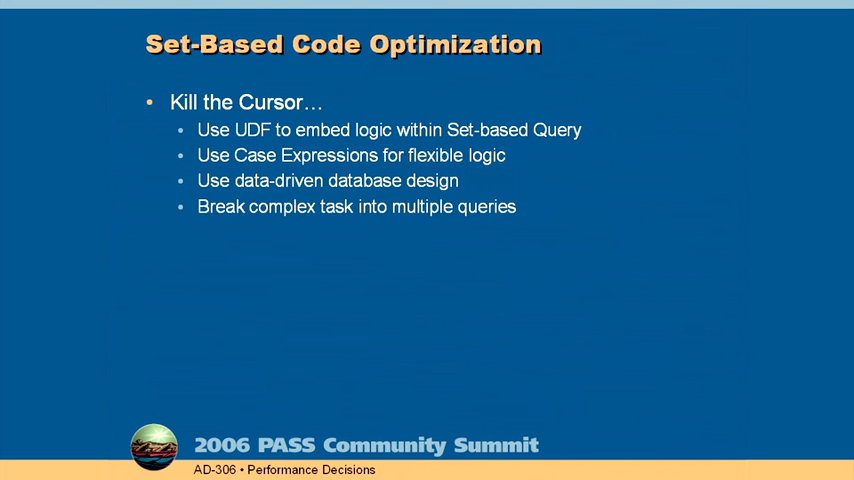 Set-Based Code Optimization
• Kill the Cursor…
• Use UDF to embed logic within Set-based Query
• Use Case Expressions for flexible logic
• Use data-driven database design
• Break complex task into multiple queries
2006 PASS Community Summit
AD-306 • Performance Decisions